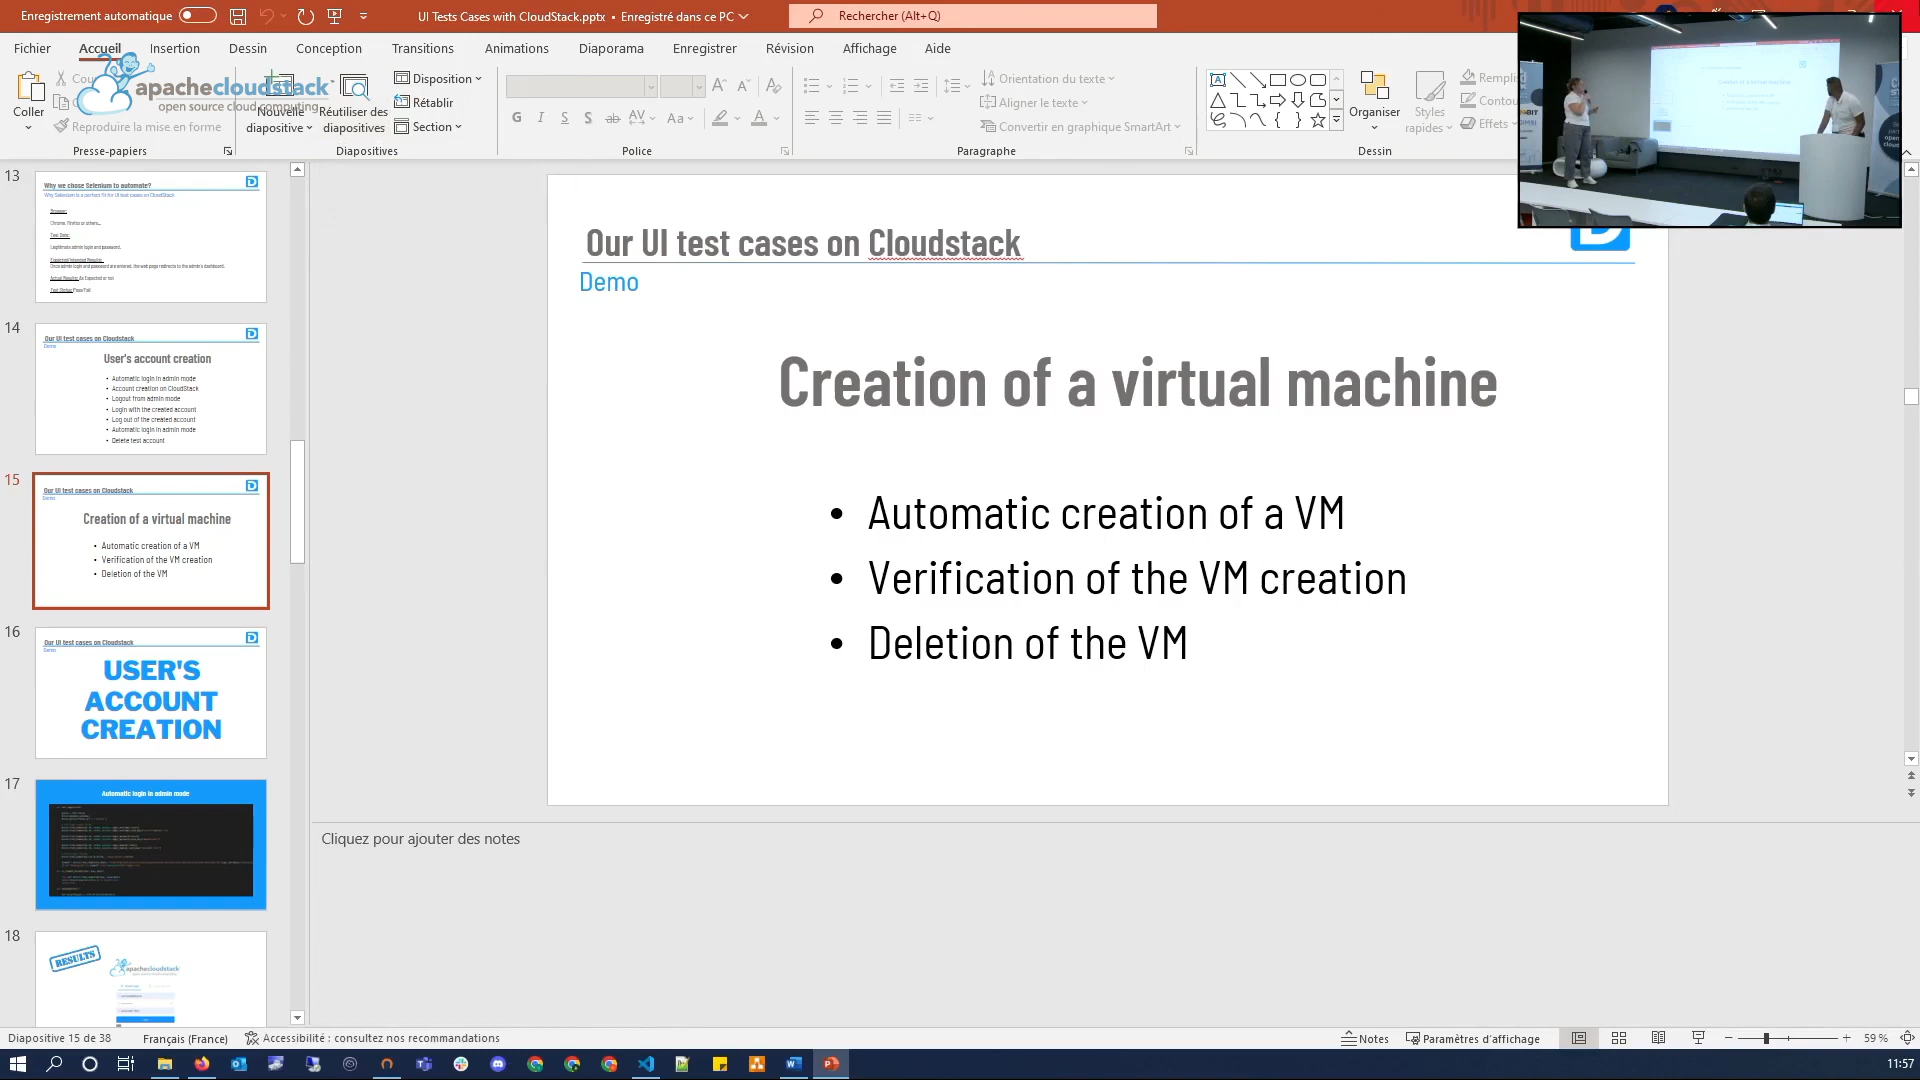 Enregistrement automatique
UI Tests Cases with CloudStack.pptx • Enregistré dans ce PC
Rechercher (Alt+Q)
Fichier Accueil Insertion Dessin Conception Transitions Animations Diaporama Enregistrer Révision Affichage Aide
Coller
Reproduire la mise en forme
Presse-papiers
apachecloudstack
open source cloud computing
Nouvelle
diapositive
Réutiliser des
diapositives
Disposition
Rétablir
Section
Diapositives
G I S S ab AV Aa A
Police
Orientation du texte
Aligner le texte
Convertir en graphique SmartArt
Paragraphe
Organiser
Styles
rapides
Effets
Dessin
13
Why we chose Selenium to automate?
Why Selenium is a perfect fit for UI test cases on CloudStack
Browser:
Chrome, Firefox or others...
Test Data:
Legitimate admin login and password.
Expected/Intended Results:
Once admin login and password are entered, the web page redirects to the admin's dashboard.
Actual Results: As Expected or not
Test Status: Pass/Fail
14
Our UI test cases on Cloudstack
Demo
User's account creation
• Automatic login in admin mode
• Account creation on CloudStack
• Logout from admin mode
• Login with the created account
• Log out of the created account
• Automatic login in admin mode
• Delete test account
15
Our UI test cases on Cloudstack
Demo
Creation of a virtual machine
• Automatic creation of a VM
• Verification of the VM creation
• Deletion of the VM
16
Our UI test cases on Cloudstack
Demo
USER'S
ACCOUNT
CREATION
17
Automatic login in admin mode
18
RESULTS
apachecloudstack
Our UI test cases on Cloudstack
Demo
Creation of a virtual machine
• Automatic creation of a VM
• Verification of the VM creation
• Deletion of the VM
Cliquez pour ajouter des notes
Diapositive 15 de 38
Français (France)
Accessibilité : consultez nos recommandations
Notes
Paramètres d'affichage
59 %
11:57